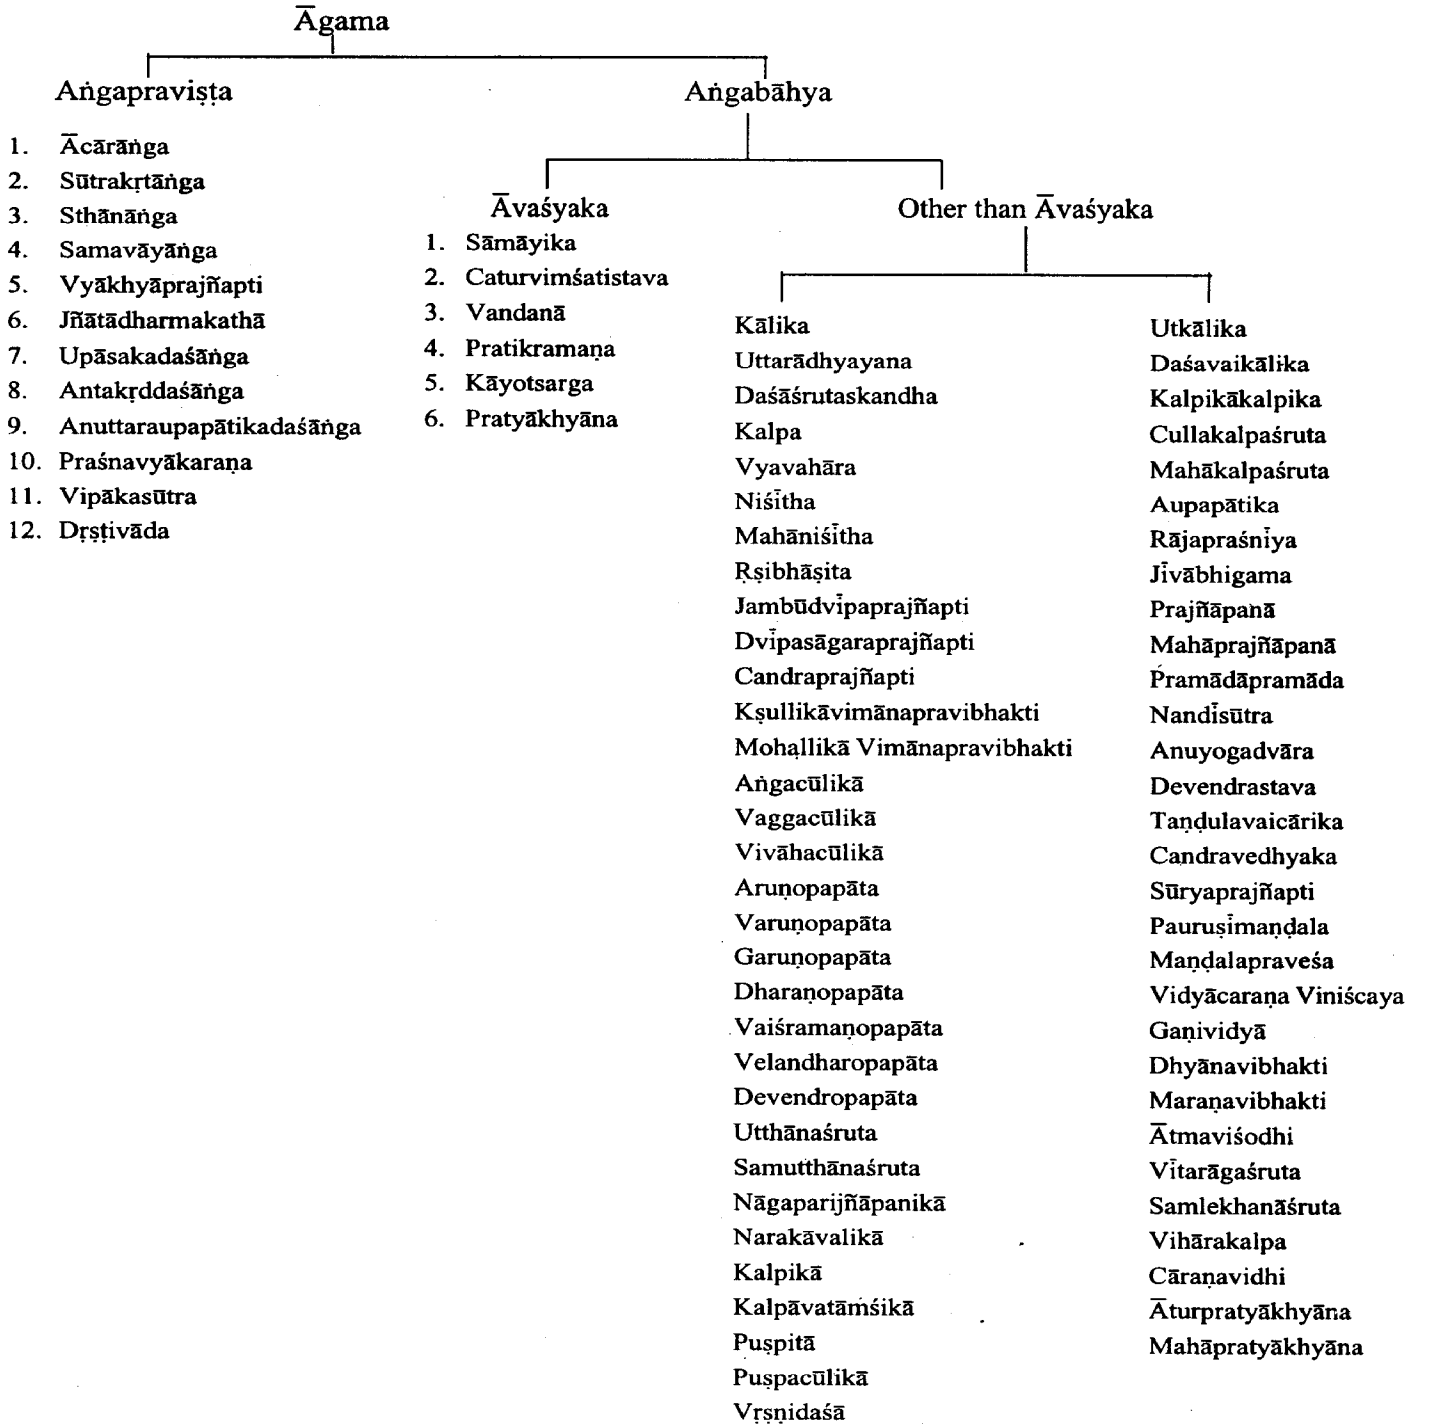 Āgama
Aṅgapraviṣṭa
1. Ācārāṅga
2. Sūtrakṛtāṅga
3. Sthānāṅga
4. Samavāyāṅga
5. Vyākhyāprajñapti
6. Jñātādharmakathā
7. Upāsakadaśāṅga
8. Antakṛddaśāṅga
9. Anuttaraupapātikadaśāṅga
10. Praśnavyākaraṇa
11. Vipākasūtra
12. Dṛṣṭivāda
Aṅgabāhya
Āvaśyaka
1. Sāmāyika
2. Caturvimśatistava
3. Vandanā
4. Pratikramaṇa
5. Kāyotsarga
6. Pratyākhyāna
Other than Āvaśyaka
Kālika
Uttarādhyayana
Daśāśrutaskandha
Kalpa
Vyavahāra
Niśītha
Mahāniśītha
Ṛṣibhāṣita
Jambūdvīpaprajñapti
Dvīpasāgaraprajñapti
Candraprajñapti
Kṣullikāvimānapravibhakti
Mohaḷlikā Vimānapravibhakti
Aṅgacūlikā
Vaggacūlikā
Vivāhacūlikā
Aruṇopapāta
Varuṇopapāta
Garuṇopapāta
Dharaṇopapāta
Vaiśramaṇopapāta
Velandharopapāta
Devendropapāta
Utthānaśruta
Samutthānaśruta
Nāgaparijñāpanikā
Narakāvalikā
Kalpikā
Kalpāvatāṁśikā
Puṣpitā
Puṣpacūlikā
Vṛṣṇidaśā
Utkālika
Daśavaikālika
Kalpikākalpika
Cullakalpaśruta
Mahākalpaśruta
Aupapātika
Rājapraśnīya
Jīvābhigama
Prajñāpanā
Mahāprajñāpanā
Pramādāpramāda
Nandīsūtra
Anuyogadvāra
Devendrastava
Taṇḍulavaicārika
Candravedhyaka
Sūryaprajñapti
Pauruṣīmaṇḍala
Maṇḍalapraveśa
Vidyācaraṇa Viniścaya
Gaṇividyā
Dhyānavibhakti
Maraṇavibhakti
Ātmaviśodhi
Vītarāgaśruta
Samlekhanāśruta
Vihārakalpa
Cāraṇavidhi
Āturpratyākhyāna
Mahāpratyākhyāna